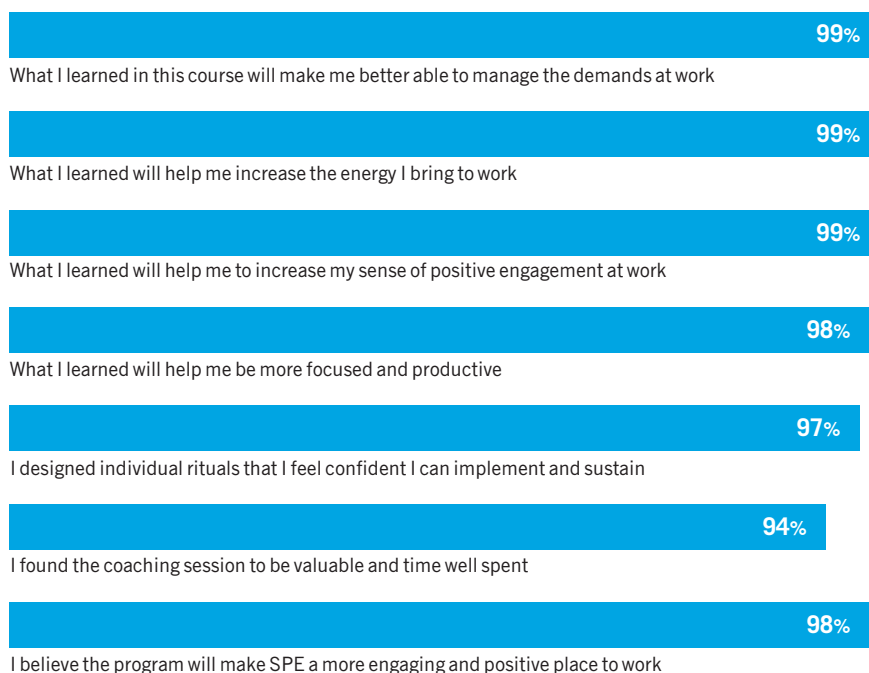 99%
What I learned in this course will make me better able to manage the demands at work
99%
What I learned will help me increase the energy I bring to work
99%
What I learned will help me to increase my sense of positive engagement at work
98%
What I learned will help me be more focused and productive
97%
I designed individual rituals that I feel confident I can implement and sustain
94%
I found the coaching session to be valuable and time well spent
98%
I believe the program will make SPE a more engaging and positive place to work